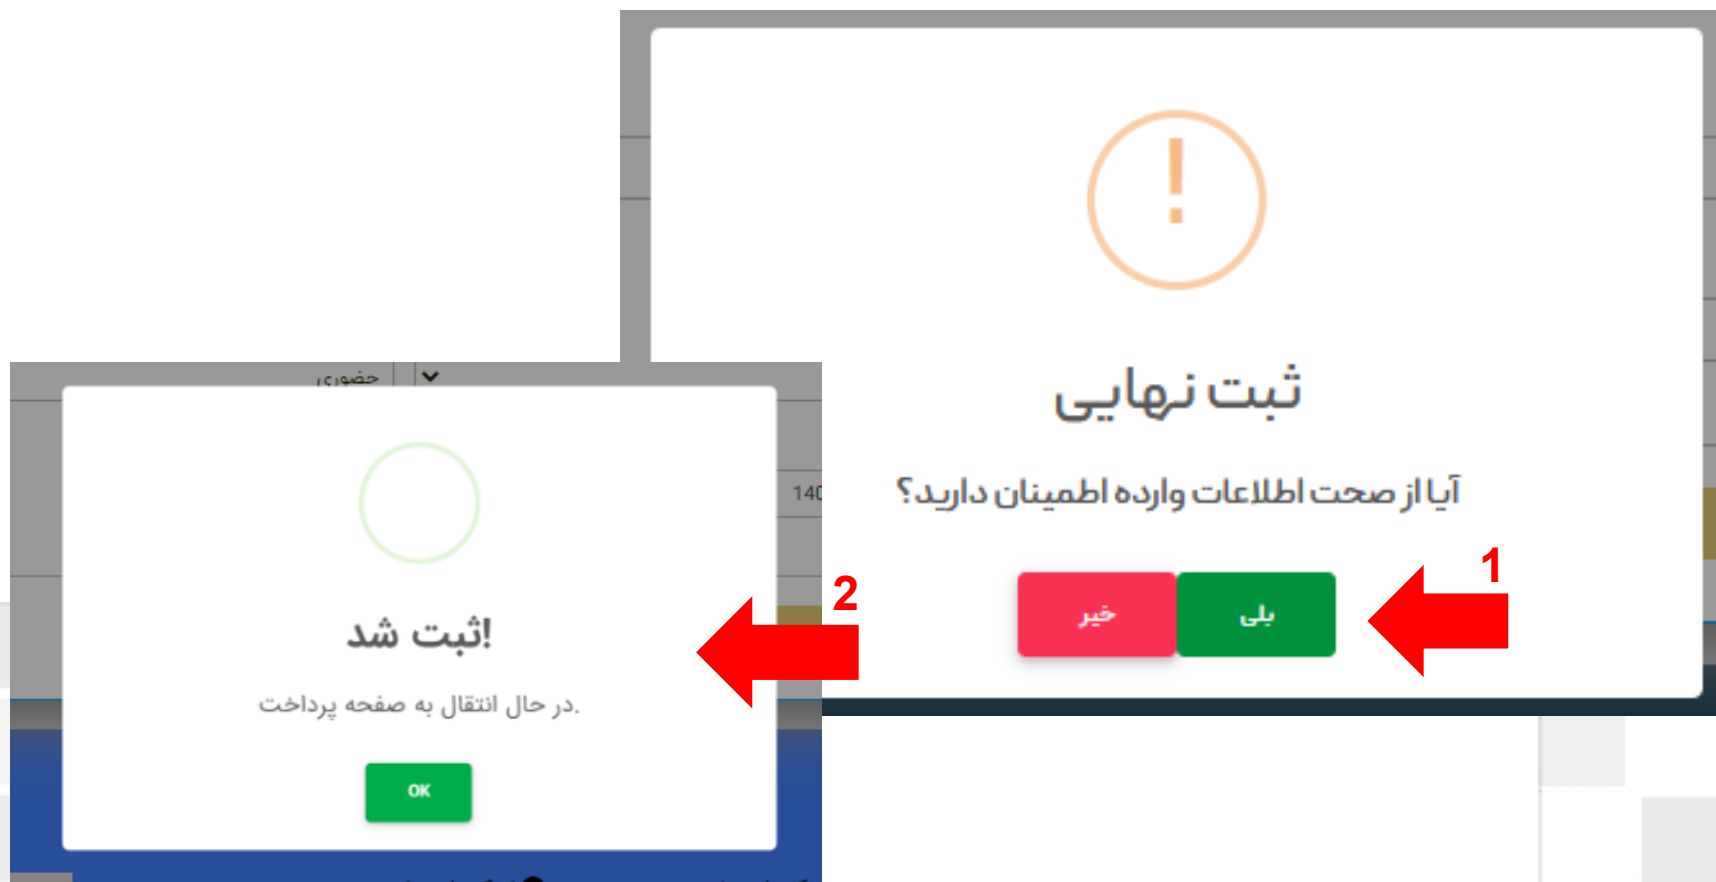 !
ثبت نهایی
آیا از صحت اطلاعات وارده اطمینان دارید؟
بلی
خیر
1
حضوری
140
2
ثبت شد!
در حال انتقال به صفحه پرداخت.
OK